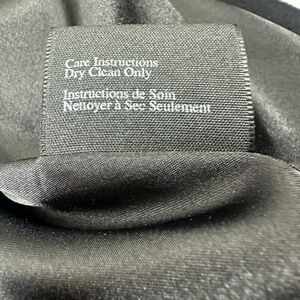 Care Instructions
Dry Clean Only
Instructions de Soin
Nettoyer à Sec Seulement